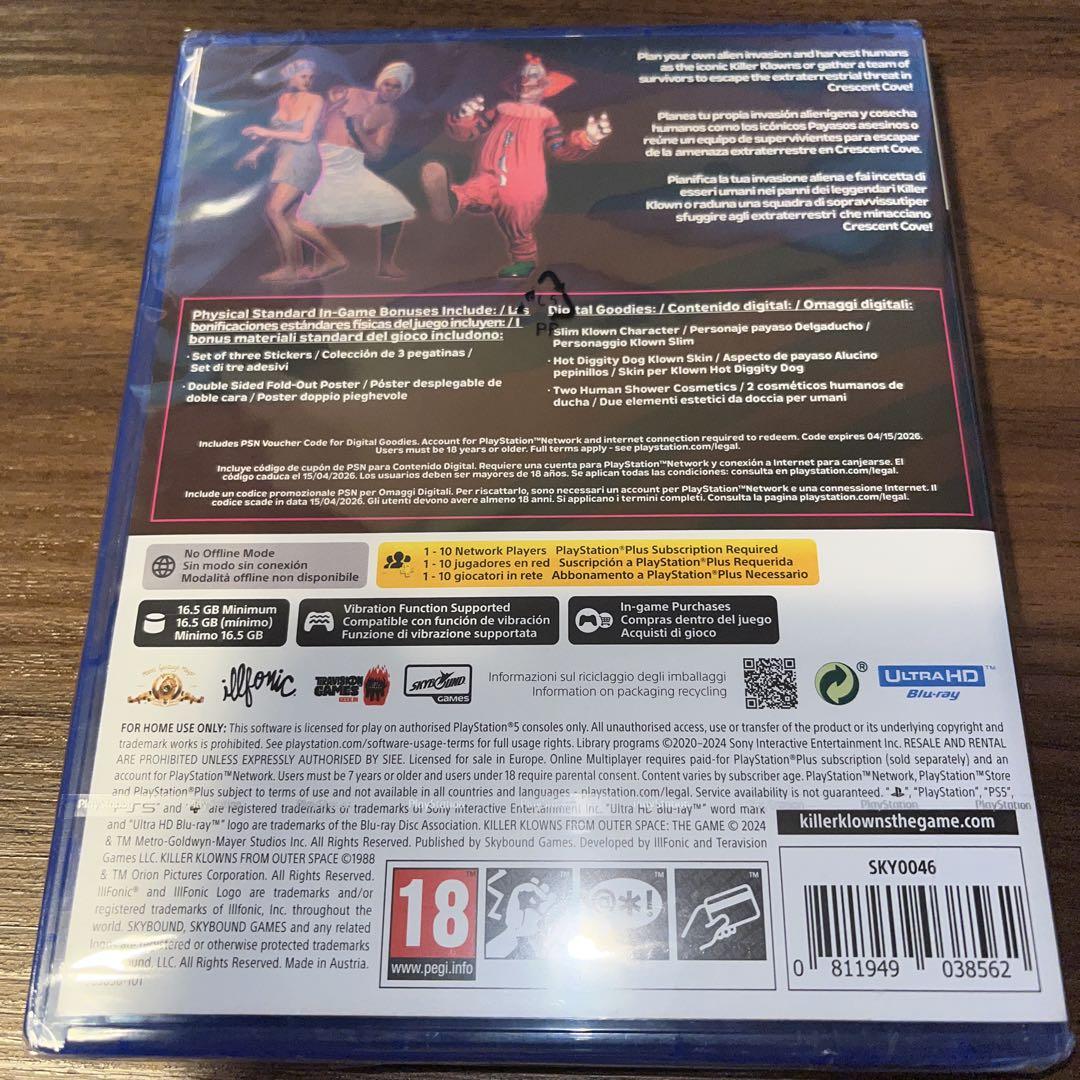 Plan your own alien invasion and harvest humans
as the iconic Killer Klowns or gather a team of
survivors to escape the extraterrestrial threat in
Crescent Cove!
Planea tu propia invasión alienígena y cosecha
humanos como los icónicos Payasos asesinos o
reúne un equipo de supervivientes para escapar
de la amenaza extraterrestre en Crescent Cove.
Pianifica la tua invasione aliena e fai incetta di
esseri umani nei panni dei leggendari Killer
Klown o raduna una squadra di sopravvissutiper
sfuggire agli extraterrestri che minacciano
Crescent Cove!
Physical Standard In-Game Bonuses Include: / Las
bonificaciones estándares físicas del juego incluyen: / I
bonus materiali standard del gioco includono:
· Set of three Stickers / Colección de 3 pegatinas /
Set di tre adesivi
· Double Sided Fold-Out Poster / Póster desplegable de
doble cara / Poster doppio pieghevole
Digital Goodies: / Contenido digital: / Omaggi digitali:
Slim Klown Character / Personaje payaso Delgaducho /
Personaggio Klown Slim
· Hot Diggity Dog Klown Skin / Aspecto de payaso Alucino
pepinillos / Skin per Klown Hot Diggity Dog
· Two Human Shower Cosmetics / 2 cosméticos humanos de
ducha / Due elementi estetici da doccia per umani
PP
Includes PSN Voucher Code for Digital Goodies. Account for PlayStation™Network and internet connection required to redeem. Code expires 04/15/2026.
Users must be 18 years or older. Full terms apply - see playstation.com/legal.
Incluye código de cupón de PSN para Contenido Digital. Requiere una cuenta para PlayStation™Network y conexión a Internet para canjearse. El
código caduca el 15/04/2026. Los usuarios deben ser mayores de 18 años. Se aplican todas las condiciones: consulta en playstation.com/legal.
Include un codice promozionale PSN per Omaggi Digitali. Per riscattarlo, sono necessari un account per PlayStation™Network e una connessione Internet. Il
codice scade in data 15/04/2026. Gli utenti devono avere almeno 18 anni. Si applicano i termini completi. Consulta la pagina playstation.com/legal.
No Offline Mode
Sin modo sin conexión
Modalità offline non disponibile
1 - 10 Network Players PlayStation®Plus Subscription Required
1 - 10 jugadores en red Suscripción a PlayStation®Plus Requerida
1 - 10 giocatori in rete Abbonamento a PlayStation®Plus Necessario
16.5 GB Minimum
16.5 GB (mínimo)
Minimo 16.5 GB
Vibration Function Supported
Compatible con función de vibración
Funzione di vibrazione supportata
In-game Purchases
Compras dentro del juego
Acquisti di gioco
illfonic
TERAVISION
GAMES
SKYBOUND
GAMES
Informazioni sul riciclaggio degli imballaggi
Information on packaging recycling
®
ULTRA HD™
Blu-ray
FOR HOME USE ONLY: This software is licensed for play on authorised PlayStation®5 consoles only. All unauthorised access, use or transfer of the product or its underlying copyright and
trademark works is prohibited. See playstation.com/software-usage-terms for full usage rights. Library programs ©2020-2024 Sony Interactive Entertainment Inc. RESALE AND RENTAL
ARE PROHIBITED UNLESS EXPRESSLY AUTHORISED BY SIEE. Licensed for sale in Europe. Online Multiplayer requires paid-for PlayStation®Plus subscription (sold separately) and an
account for PlayStation™Network. Users must be 7 years or older and users under 18 require parental consent. Content varies by subscriber age. PlayStation™Network, PlayStation™Store
and PlayStation®Plus subject to terms of use and not available in all countries and languages - playstation.com/legal. Service availability is not guaranteed. "", "PlayStation", "PS5",
"PS5" and "" are registered trademarks or trademarks of Sony Interactive Entertainment Inc. "Ultra HD Blu-ray™" word mark
and "Ultra HD Blu-ray™" logo are trademarks of the Blu-ray Disc Association. KILLER KLOWNS FROM OUTER SPACE: THE GAME © 2024
& TM Metro-Goldwyn-Mayer Studios Inc. All Rights Reserved. Published by Skybound Games. Developed by IllFonic and Teravision
Games LLC. KILLER KLOWNS FROM OUTER SPACE ©1988
& TM Orion Pictures Corporation. All Rights Reserved.
IllFonic® and IllFonic Logo are trademarks and/or
registered trademarks of Illfonic, Inc. throughout the
world. SKYBOUND, SKYBOUND GAMES and any related
logos are registered or otherwise protected trademarks
LLC. All Rights Reserved. Made in Austria.
killerklownsthegame.com
18
www.pegi.info
@*!
SKY0046
0 811949 038562